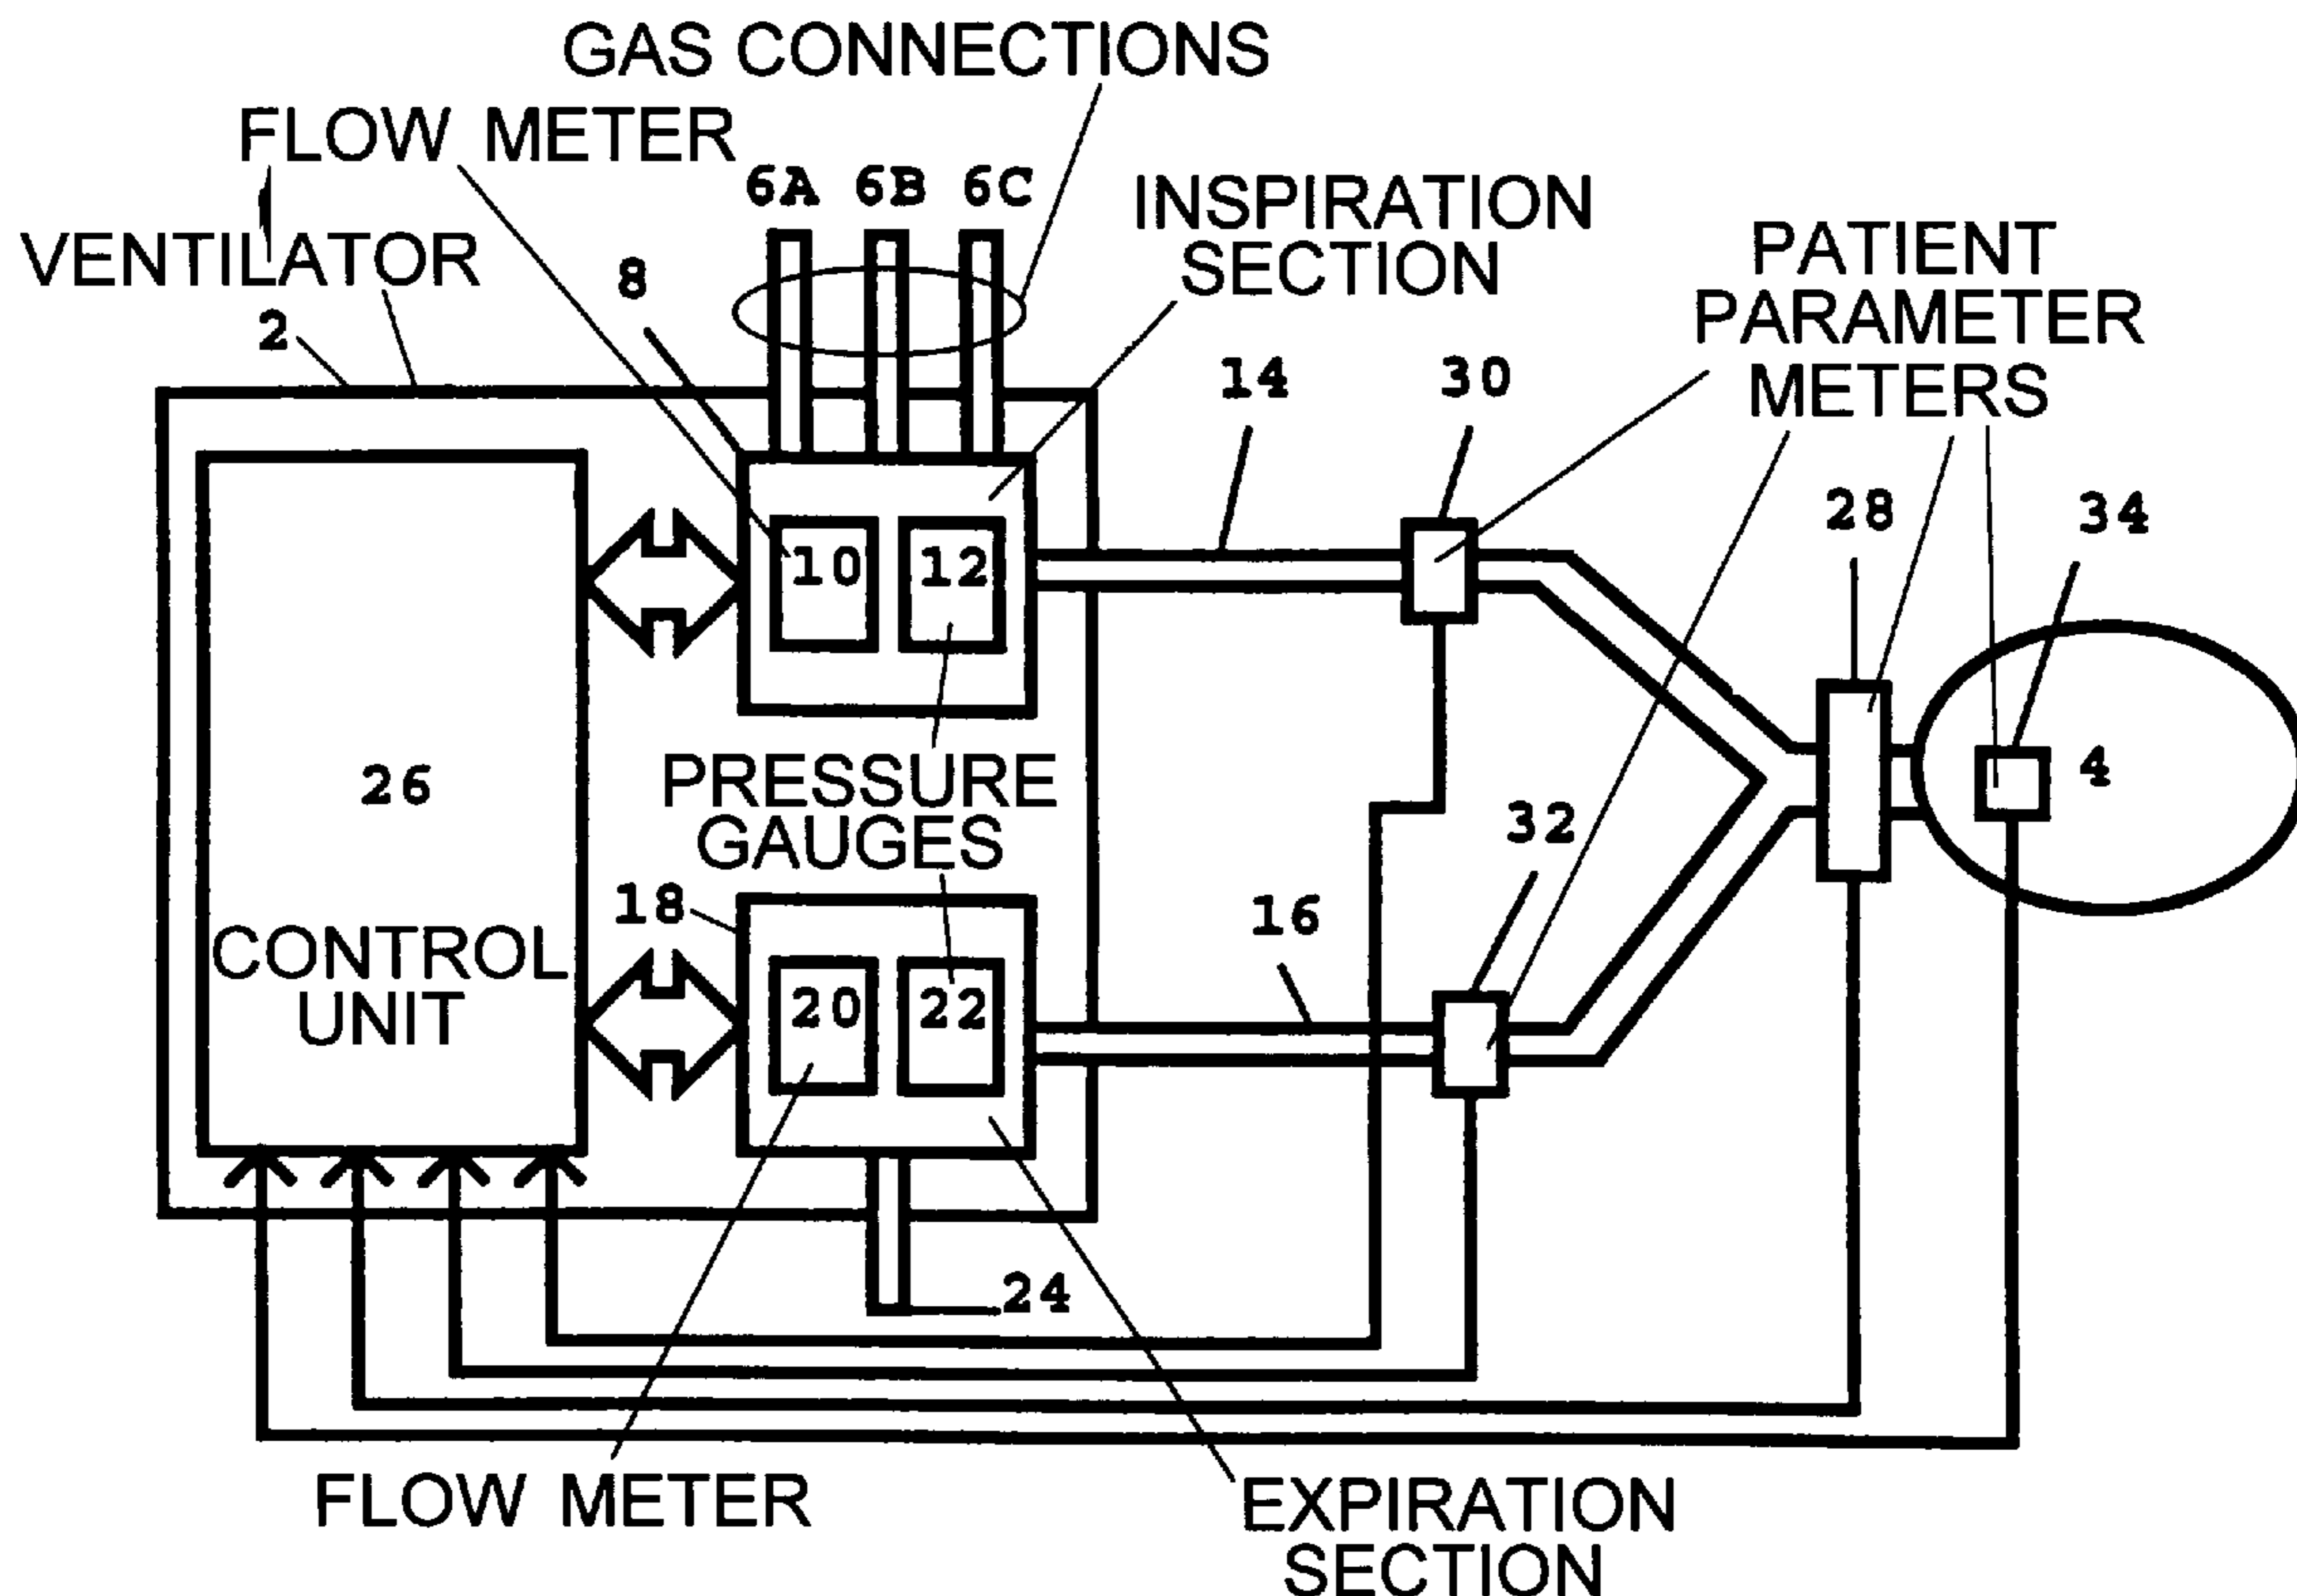 GAS CONNECTIONS
FLOW METER
6A 6B 6C
INSPIRATION
SECTION
PATIENT
PARAMETER
METERS
VENTILATOR
8
2
14
30
28
34
10
12
26
PRESSURE
GAUGES
4
32
18
16
CONTROL
UNIT
20
22
24
FLOW METER
EXPIRATION
SECTION